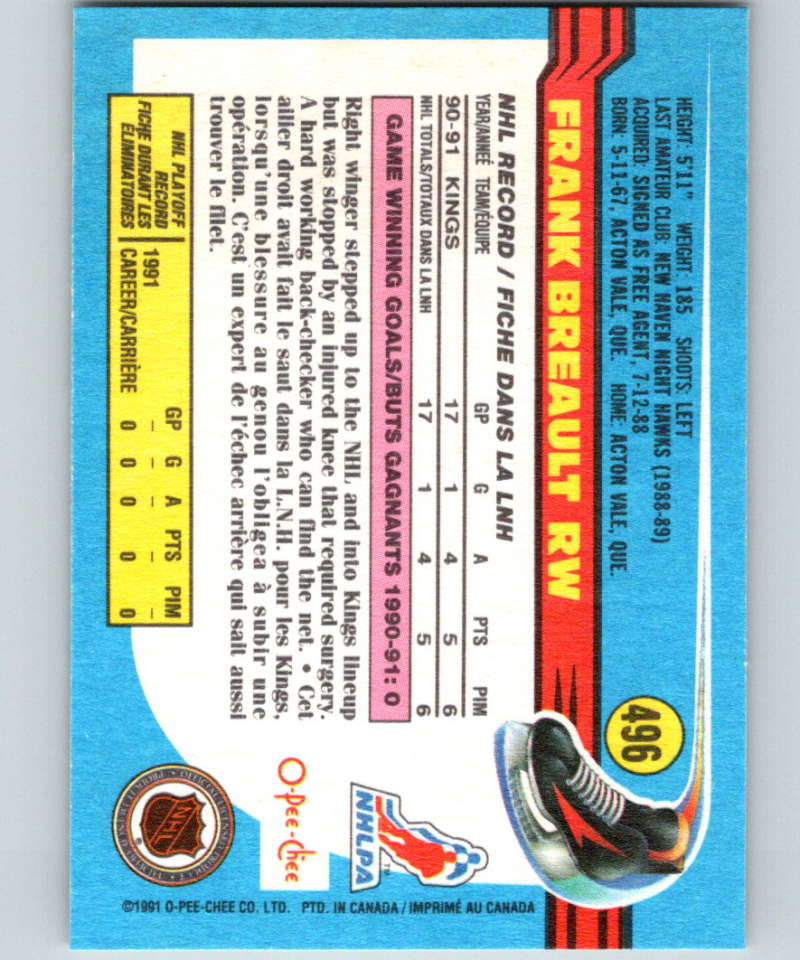 496
HEIGHT: 5'11" WEIGHT: 185 SHOOTS: LEFT
LAST AMATEUR CLUB: NEW HAVEN NIGHT HAWKS (1988-89)
ACQUIRED: SIGNED AS FREE AGENT, 7-12-88
BORN: 5-11-67, ACTON VALE, QUE. HOME: ACTON VALE, QUE.
FRANK BREAULT RW
NHL RECORD / FICHE DANS LA LNH
YEAR/ANNEÉ TEAM/ÉQUIPE GP G A PTS PIM
90-91 KINGS 17 1 4 5 6
NHL TOTALS/TOTAUX DANS LA LNH 17 1 4 5 6
GAME WINNING GOALS/BUTS GAGNANTS 1990-91: 0
Right winger stepped up to the NHL and into Kings lineup
but was stopped by an injured knee that required surgery.
A hard working back-checker who can find the net. • Cet
ailier droit avait fait le saut dans la L.N.H. pour les Kings,
lorsqu'une blessure au genou l'obligea à subir une
opération. C'est un expert de l'échec arrière qui sait aussi
trouver le filet.
NHL PLAYOFF
RECORD
FICHE DURANT LES
ÉLIMINATOIRES
GP G A PTS PIM
1991 – – – – –
CAREER/CARRIÈRE 0 0 0 0 0
NHLPA
TM
O-Pee-Chee
NHL
©1991 O-PEE-CHEE CO. LTD. PTD. IN CANADA / IMPRIMÉ AU CANADA